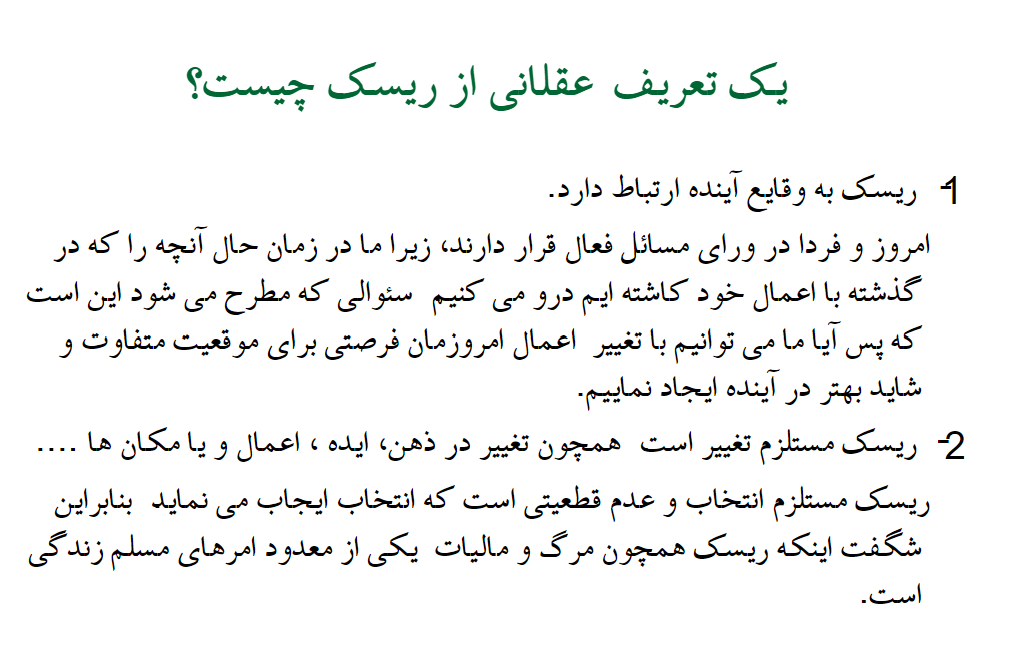 یک تعریف عقلانی از ریسک چیست؟
1- ریسک به وقایع آینده ارتباط دارد.
امروز و فردا در ورای مسائل فعال قرار دارند، زیرا ما در زمان حال آنچه را که در
گذشته با اعمال خود کاشته ایم درو می کنیم سئوالی که مطرح می شود این است
که پس آیا ما می توانیم با تغییر اعمال امروزمان فرصتی برای موقعیت متفاوت و
شاید بهتر در آینده ایجاد نماییم.
2- ریسک مستلزم تغییر است همچون تغییر در ذهن، ایده ، اعمال و یا مکان ها ....
ریسک مستلزم انتخاب و عدم قطعیتی است که انتخاب ایجاب می نماید بنابراین
شگفت اینکه ریسک همچون مرگ و مالیات یکی از معدود امرهای مسلم زندگی
است.